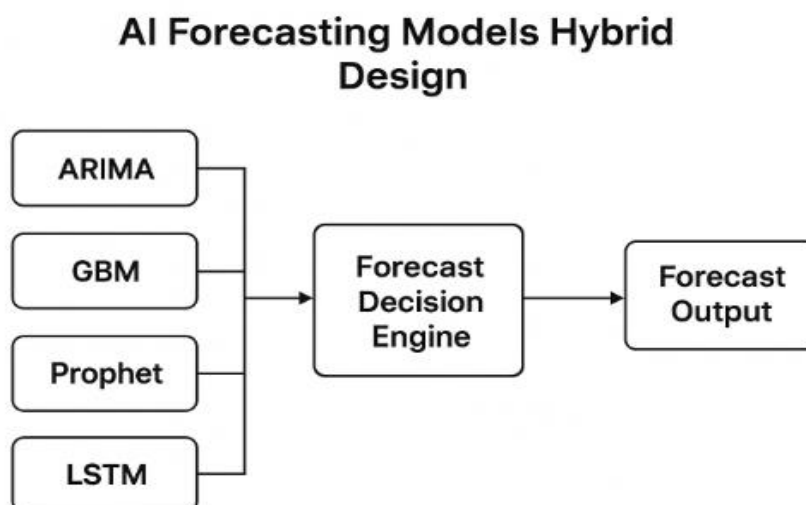 AI Forecasting Models Hybrid
Design
ARIMA
GBM
Prophet
LSTM
Forecast
Decision
Engine
Forecast
Output